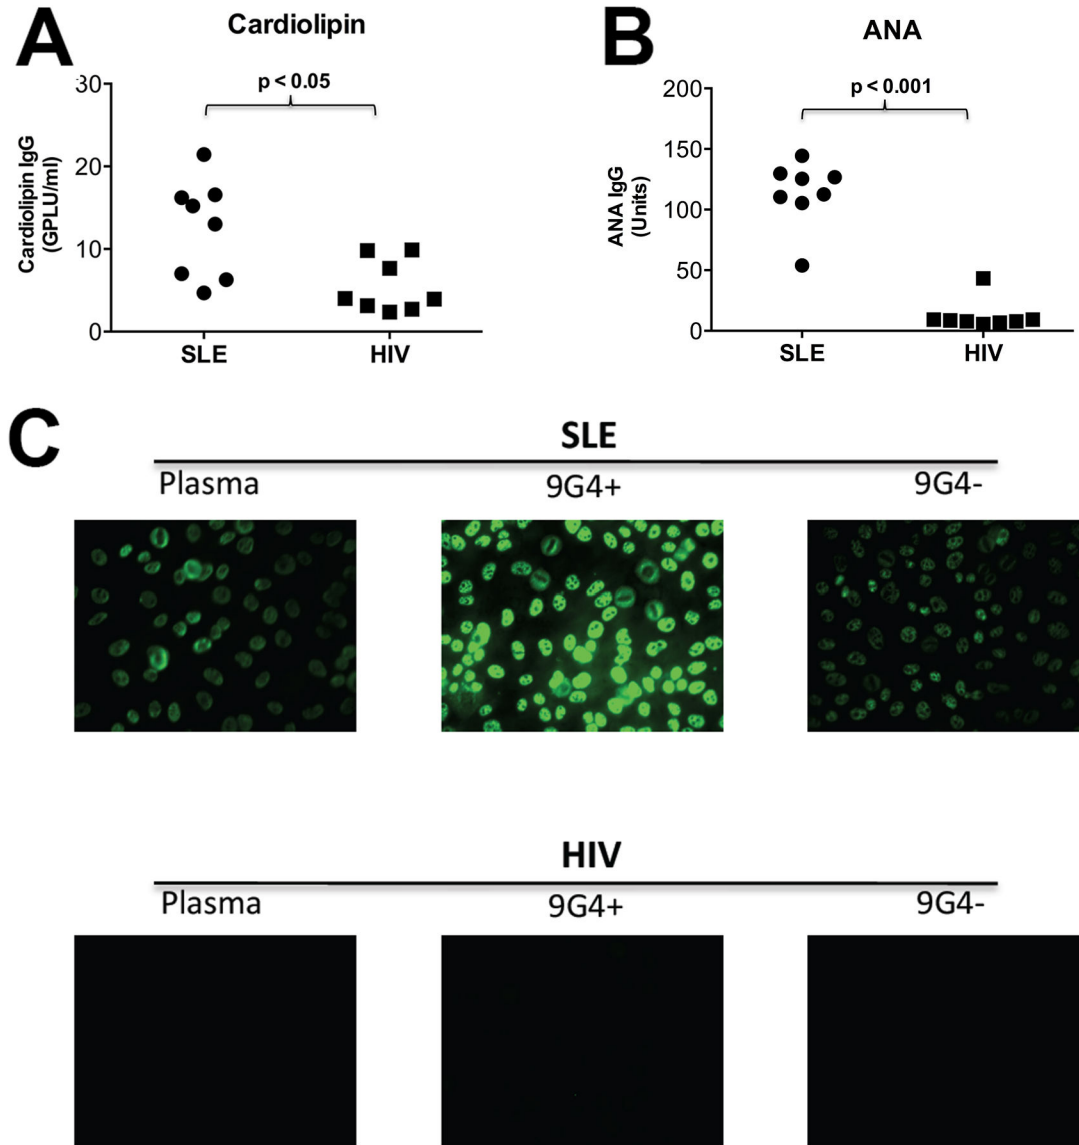 A
Cardiolipin
p < 0.05
30
20
10
0
Cardiolipin IgG
(GPLU/ml)
SLE
HIV
B
ANA
p < 0.001
200
150
100
50
0
ANA IgG
(Units)
SLE
HIV
C
SLE
Plasma
9G4+
9G4-
HIV
Plasma
9G4+
9G4-